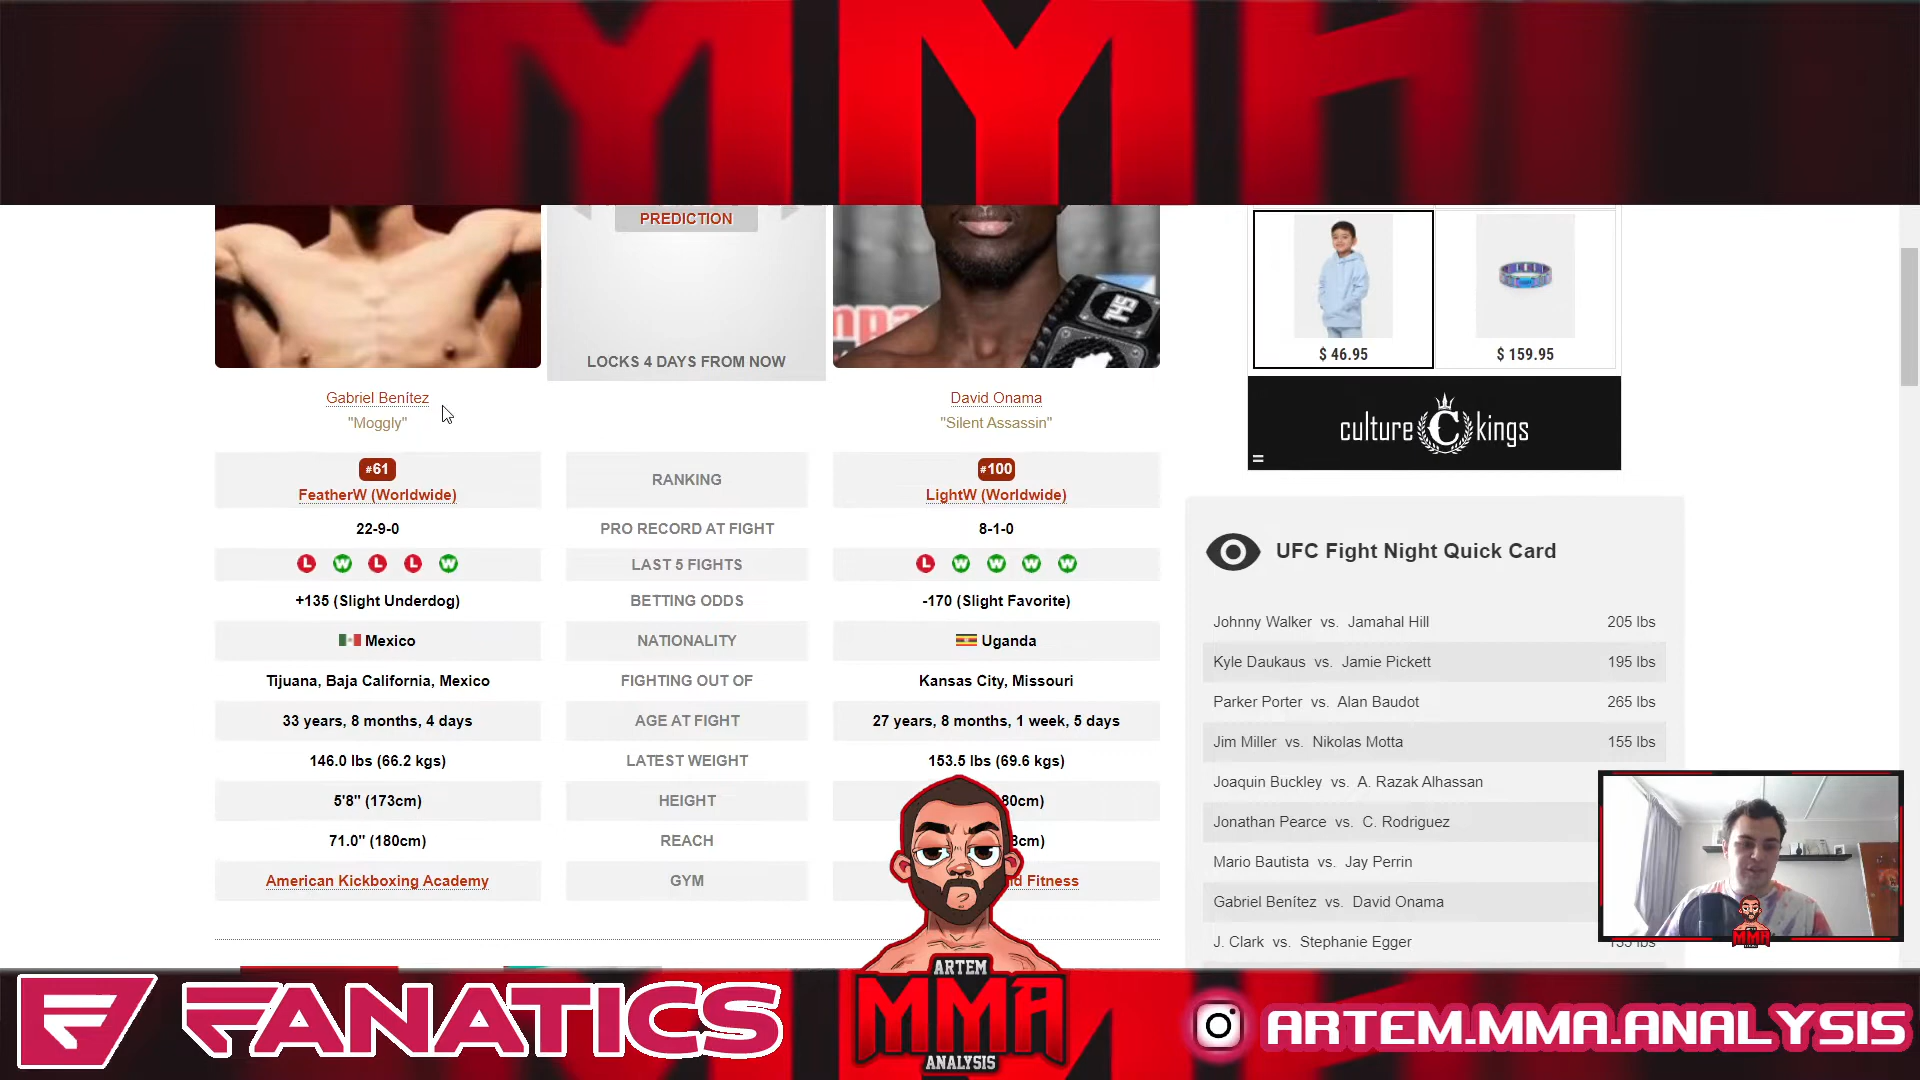 MMA
PREDICTION
LOCKS 4 DAYS FROM NOW
145
$ 46.95
$ 159.95
culture C kings
Gabriel Benítez
"Moggly"
David Onama
"Silent Assassin"
#61
FeatherW (Worldwide)
RANKING
#100
LightW (Worldwide)
22-9-0
PRO RECORD AT FIGHT
8-1-0
L W L L W
LAST 5 FIGHTS
L W W W W
+135 (Slight Underdog)
BETTING ODDS
-170 (Slight Favorite)
Mexico
NATIONALITY
Uganda
Tijuana, Baja California, Mexico
FIGHTING OUT OF
Kansas City, Missouri
33 years, 8 months, 4 days
AGE AT FIGHT
27 years, 8 months, 1 week, 5 days
146.0 lbs (66.2 kgs)
LATEST WEIGHT
153.5 lbs (69.6 kgs)
5'8" (173cm)
HEIGHT
80cm)
71.0" (180cm)
REACH
3cm)
American Kickboxing Academy
GYM
Fitness
UFC Fight Night Quick Card
Johnny Walker vs. Jamahal Hill 205 lbs
Kyle Daukaus vs. Jamie Pickett 195 lbs
Parker Porter vs. Alan Baudot 265 lbs
Jim Miller vs. Nikolas Motta 155 lbs
Joaquin Buckley vs. A. Razak Alhassan
Jonathan Pearce vs. C. Rodriguez
Mario Bautista vs. Jay Perrin
Gabriel Benítez vs. David Onama
J. Clark vs. Stephanie Egger
MMA
FANATICS
ARTEM
MMA
ANALYSIS
ARTEM.MMA.ANALYSIS